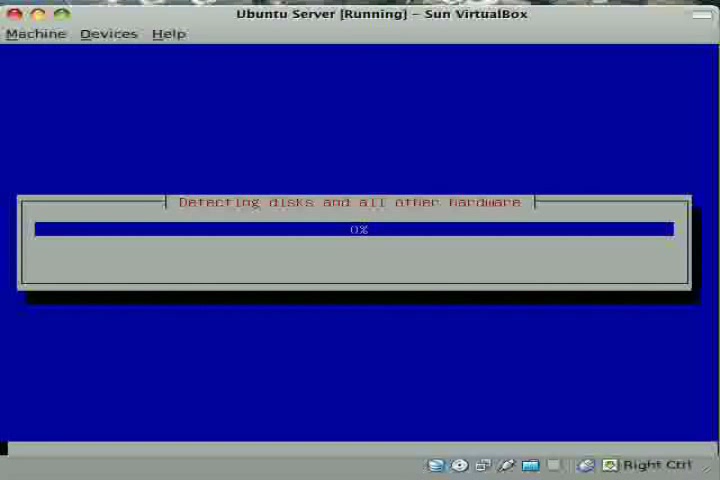 Ubuntu Server [Running] – Sun VirtualBox
Machine Devices Help
Detecting disks and all other hardware
0%
Right Ctrl